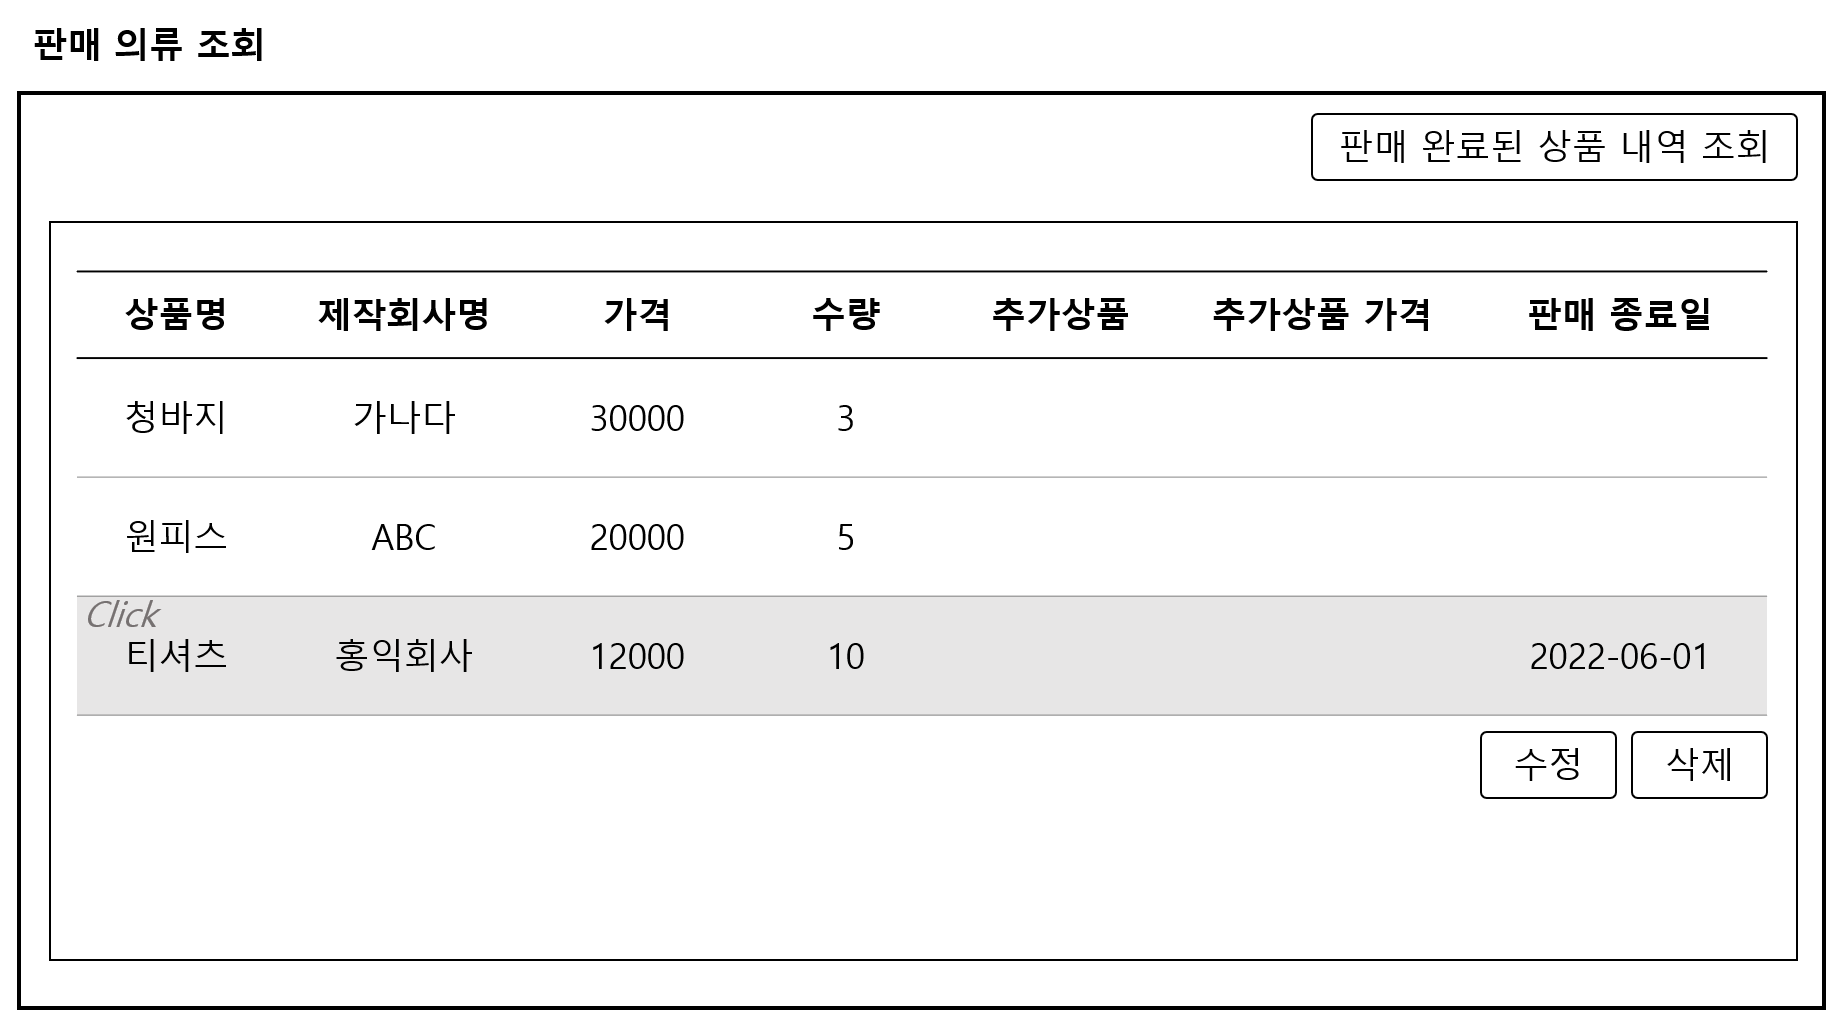 판매 의류 조회
판매 완료된 상품 내역 조회
상품명 제작회사명 가격 수량 추가상품 추가상품 가격 판매 종료일
청바지 가나다 30000 3
원피스 ABC 20000 5
Click
티셔츠 홍익회사 12000 10 2022-06-01
수정 삭제